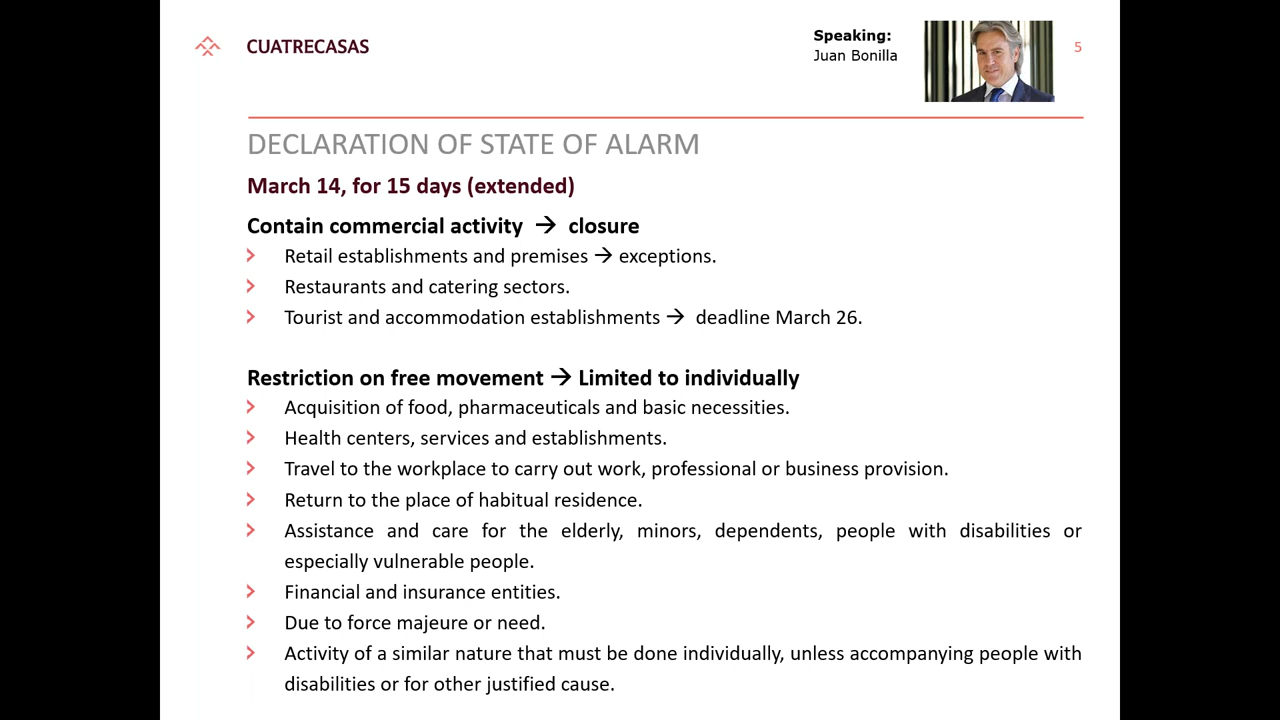 CUATRECASAS
Speaking:
Juan Bonilla
5
DECLARATION OF STATE OF ALARM
March 14, for 15 days (extended)
Contain commercial activity → closure
Retail establishments and premises → exceptions.
Restaurants and catering sectors.
Tourist and accommodation establishments → deadline March 26.
Restriction on free movement → Limited to individually
Acquisition of food, pharmaceuticals and basic necessities.
Health centers, services and establishments.
Travel to the workplace to carry out work, professional or business provision.
Return to the place of habitual residence.
Assistance and care for the elderly, minors, dependents, people with disabilities or
especially vulnerable people.
Financial and insurance entities.
Due to force majeure or need.
Activity of a similar nature that must be done individually, unless accompanying people with
disabilities or for other justified cause.